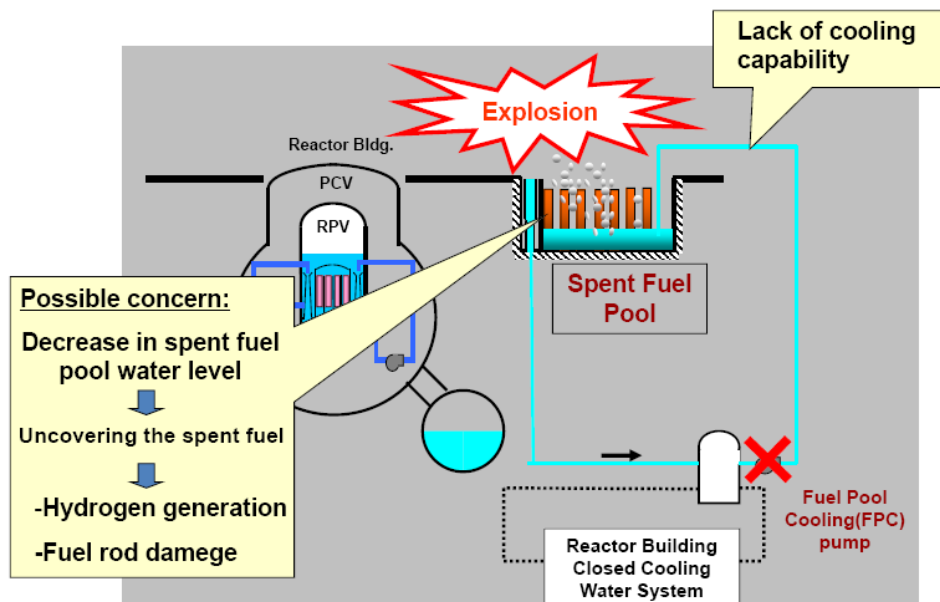 Lack of cooling
capability
Explosion
Reactor Bldg.
PCV
RPV
Spent Fuel
Pool
Possible concern:
Decrease in spent fuel
pool water level
Uncovering the spent fuel
-Hydrogen generation
-Fuel rod damege
Fuel Pool
Cooling(FPC)
pump
Reactor Building
Closed Cooling
Water System